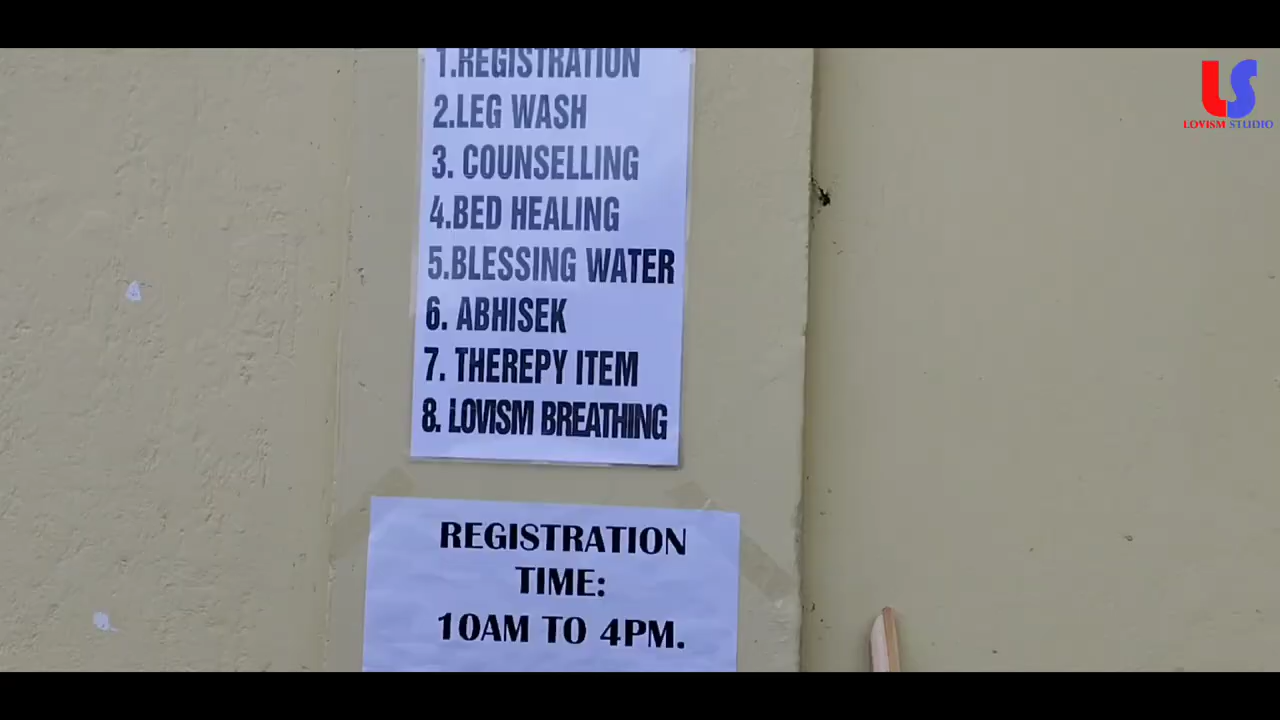 1.REGISTRATION
2.LEG WASH
3. COUNSELLING
4.BED HEALING
5.BLESSING WATER
6. ABHISEK
7. THEREPY ITEM
8. LOVISM BREATHING
REGISTRATION
TIME:
10AM TO 4PM.
LS
LOVISM STUDIO